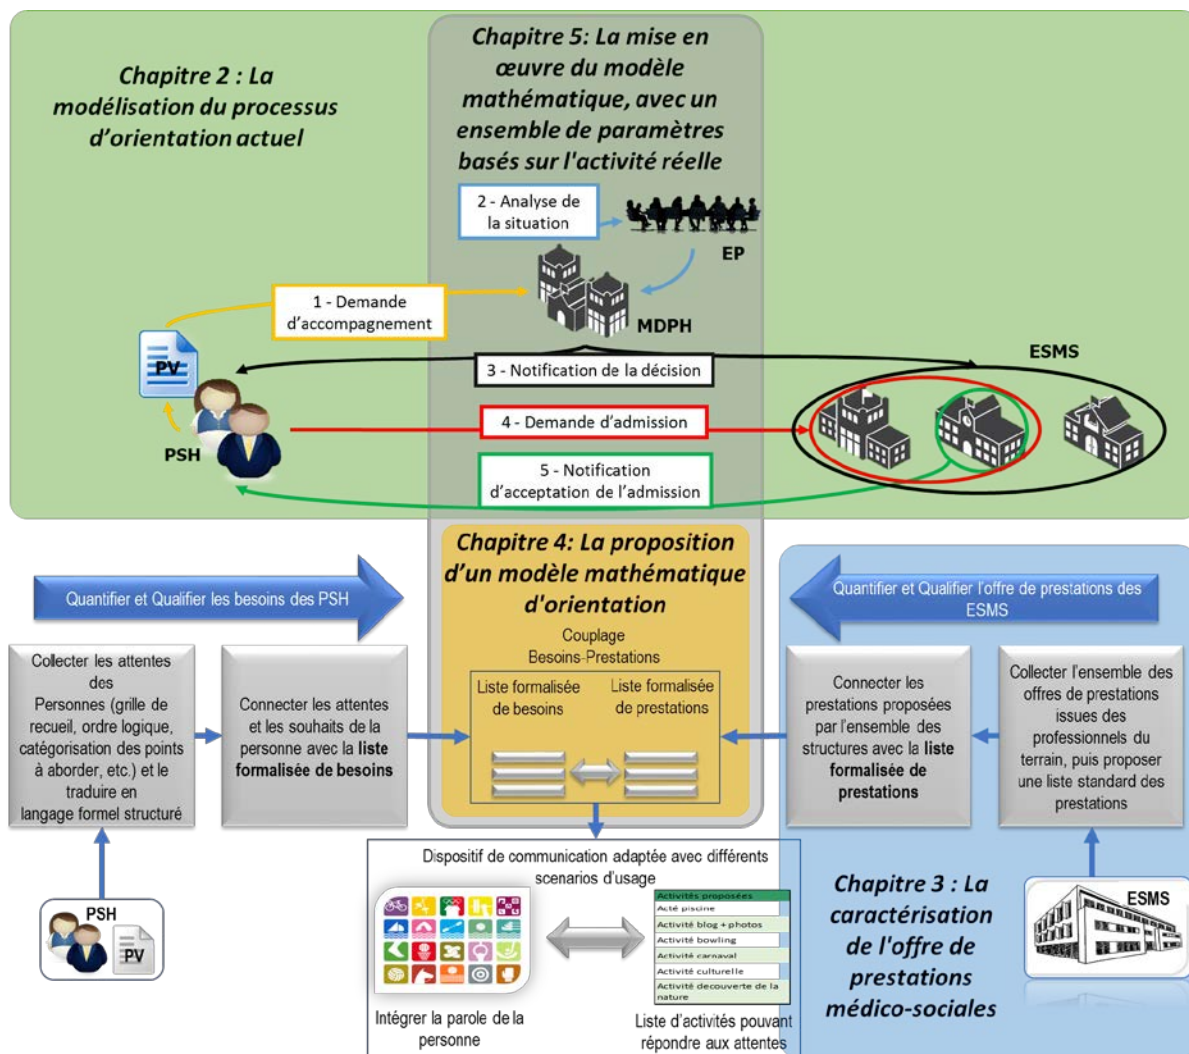 Chapitre 2 : La
modélisation du processus
d'orientation actuel
Chapitre 5: La mise en
œuvre du modèle
mathématique, avec un
ensemble de paramètres
basés sur l'activité réelle
2 - Analyse de
la situation
EP
1 - Demande
d'accompagnement
MDPH
PV
PSH
3 - Notification de la décision
ESMS
4 - Demande d'admission
5 - Notification
d'acceptation de l'admission
Chapitre 4: La proposition
d'un modèle mathématique
d'orientation
Quantifier et Qualifier les besoins des PSH
Quantifier et Qualifier l'offre de prestations des
ESMS
Collecter les attentes
des
Personnes (grille de
recueil, ordre logique,
catégorisation des points
à aborder, etc.) et le
traduire en
langage formel structuré
Connecter les attentes
et les souhaits de la
personne avec la liste
formalisée de besoins
Couplage
Besoins-Prestations
Liste formalisée
de besoins
Liste formalisée
de prestations
Connecter les
prestations proposées
par l'ensemble des
structures avec la liste
formalisée de
prestations
Collecter l'ensemble des
offres de prestations
issues des
professionnels du
terrain, puis proposer
une liste standard des
prestations
PSH
PV
Dispositif de communication adaptée avec différents
scenarios d'usage
Activités proposées
Acté piscine
Activité blog + photos
Activité bowling
Activité carnaval
Activité culturelle
Activité decouverte de la
nature
Intégrer la parole de la
personne
Liste d'activités pouvant
répondre aux attentes
Chapitre 3 : La
caractérisation
de l'offre de
prestations
médico-sociales
ESMS